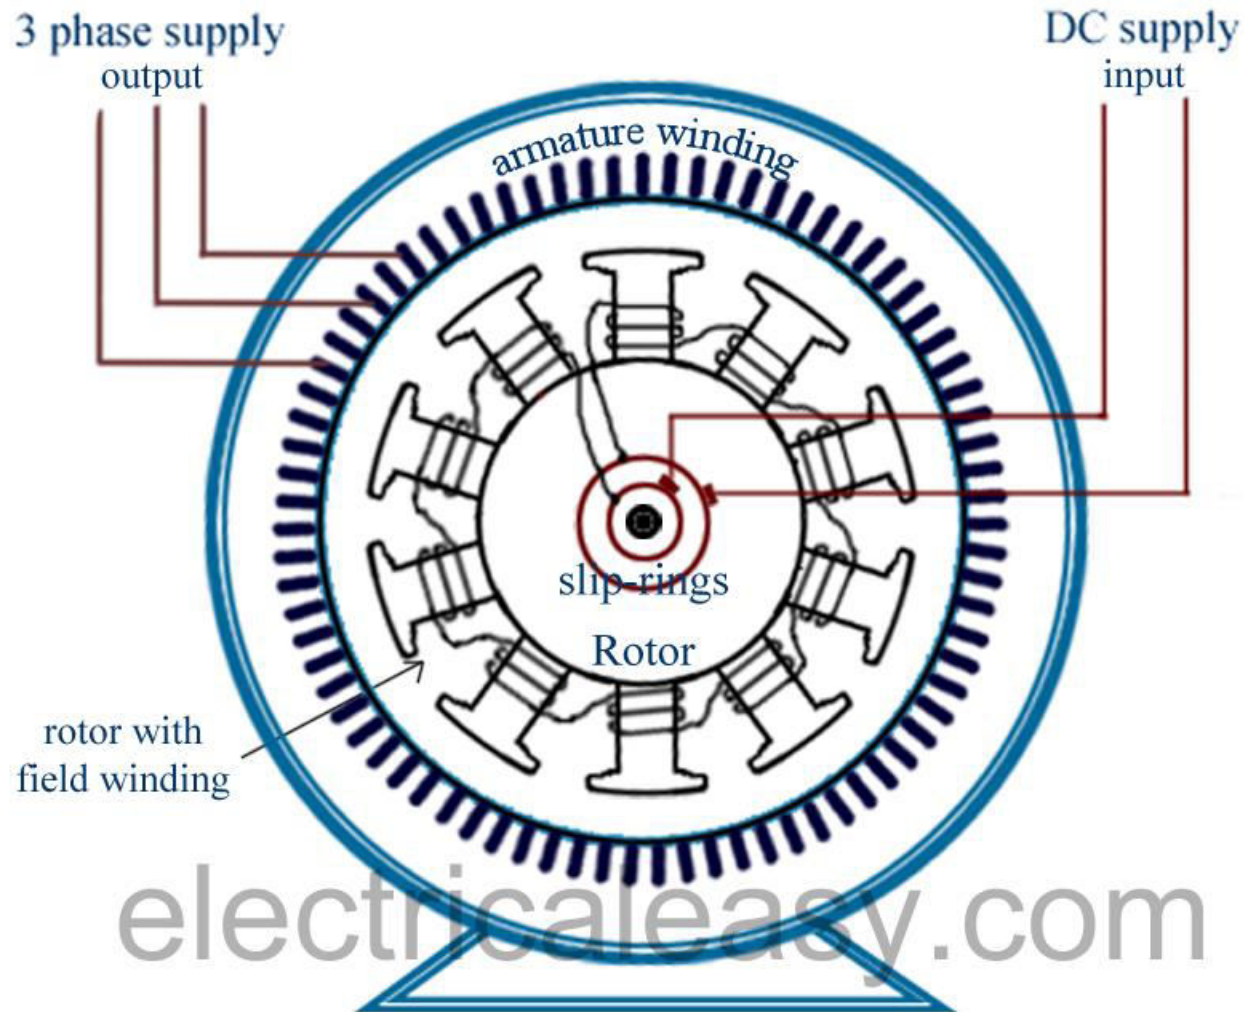 3 phase supply
output
DC supply
input
armature winding
slip-rings
Rotor
rotor with
field winding
electricaleasy.com